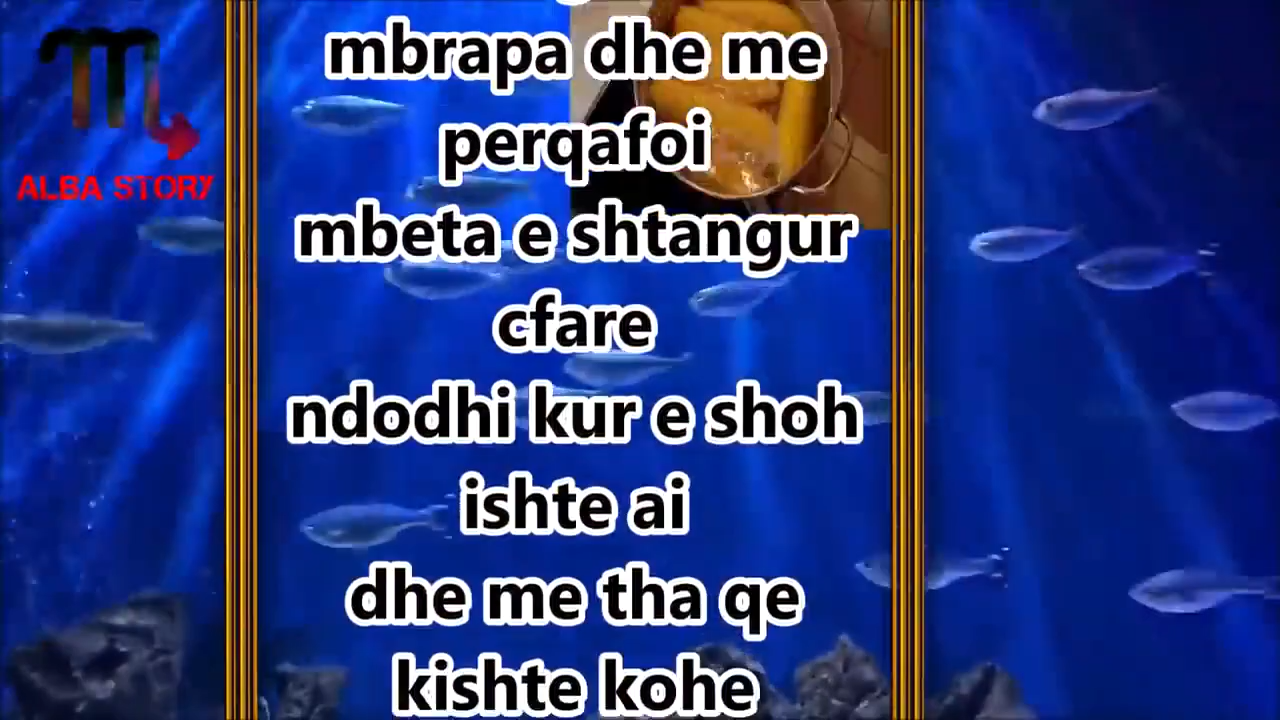 ALBA STORY
mbrapa dhe me
perqafoi
mbeta e shtangur
cfare
ndodhi kur e shoh
ishte ai
dhe me tha qe
kishte kohe